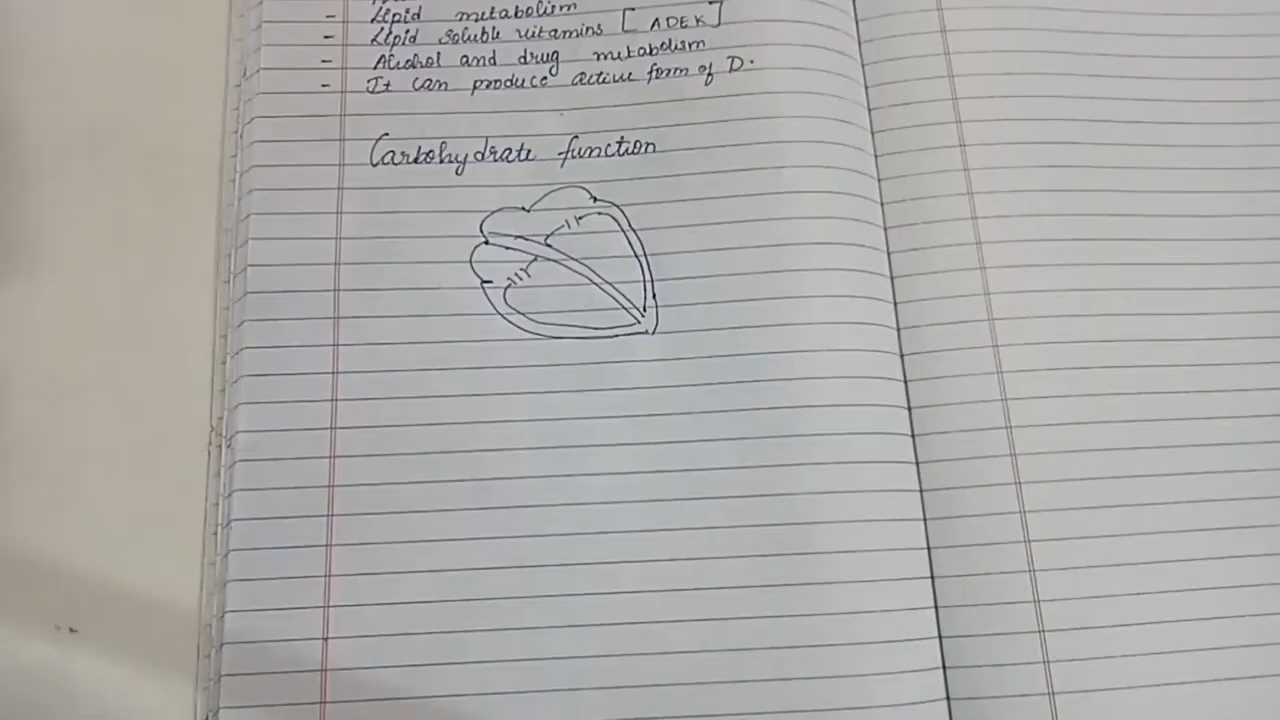 - Lipid metabolism
- Lipid soluble vitamins [ADEK]
- Alcohol and drug metabolism
- It can produce active form of D.
Carbohydrate function